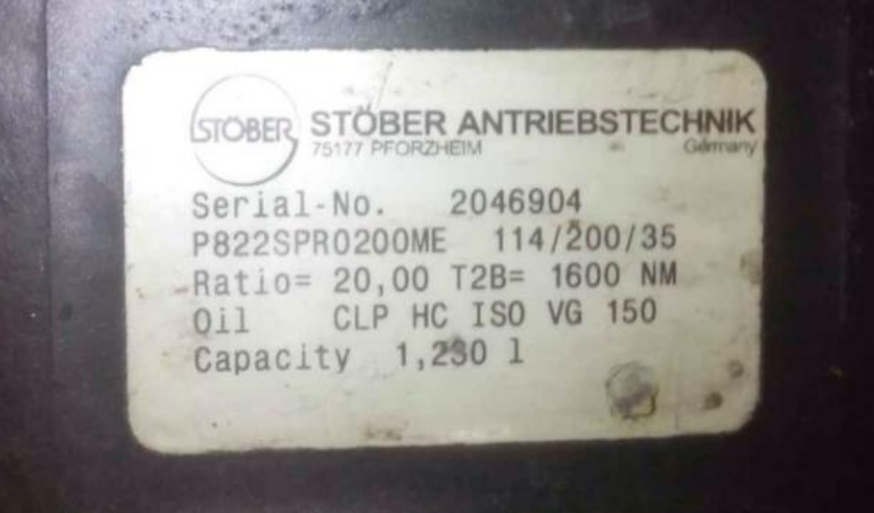 STÖBER
STÖBER ANTRIEBSTECHNIK
75177 PFORZHEIM Germany
Serial-No. 2046904
P822SPR0200ME 114/200/35
Ratio= 20,00 T2B= 1600 NM
Oil CLP HC ISO VG 150
Capacity 1,230 l